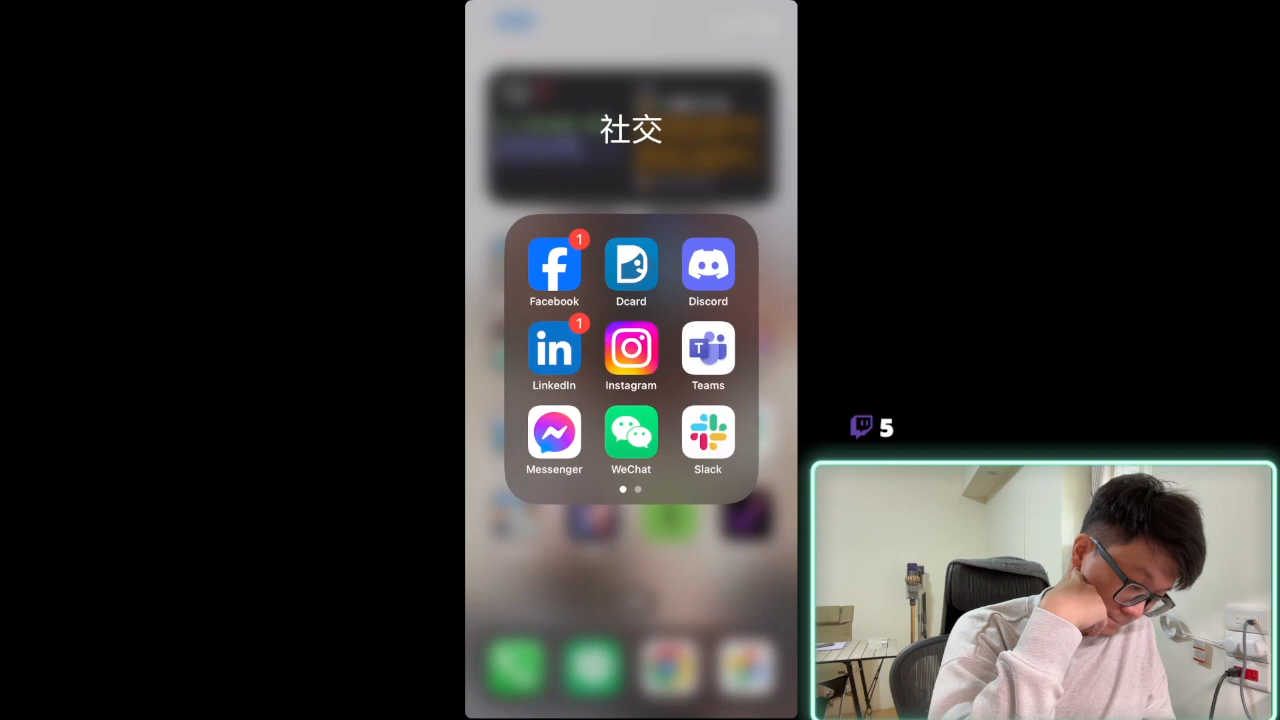 社交
1
Facebook
Dcard
Discord
1
LinkedIn
Instagram
T
Teams
Messenger
WeChat
Slack
5